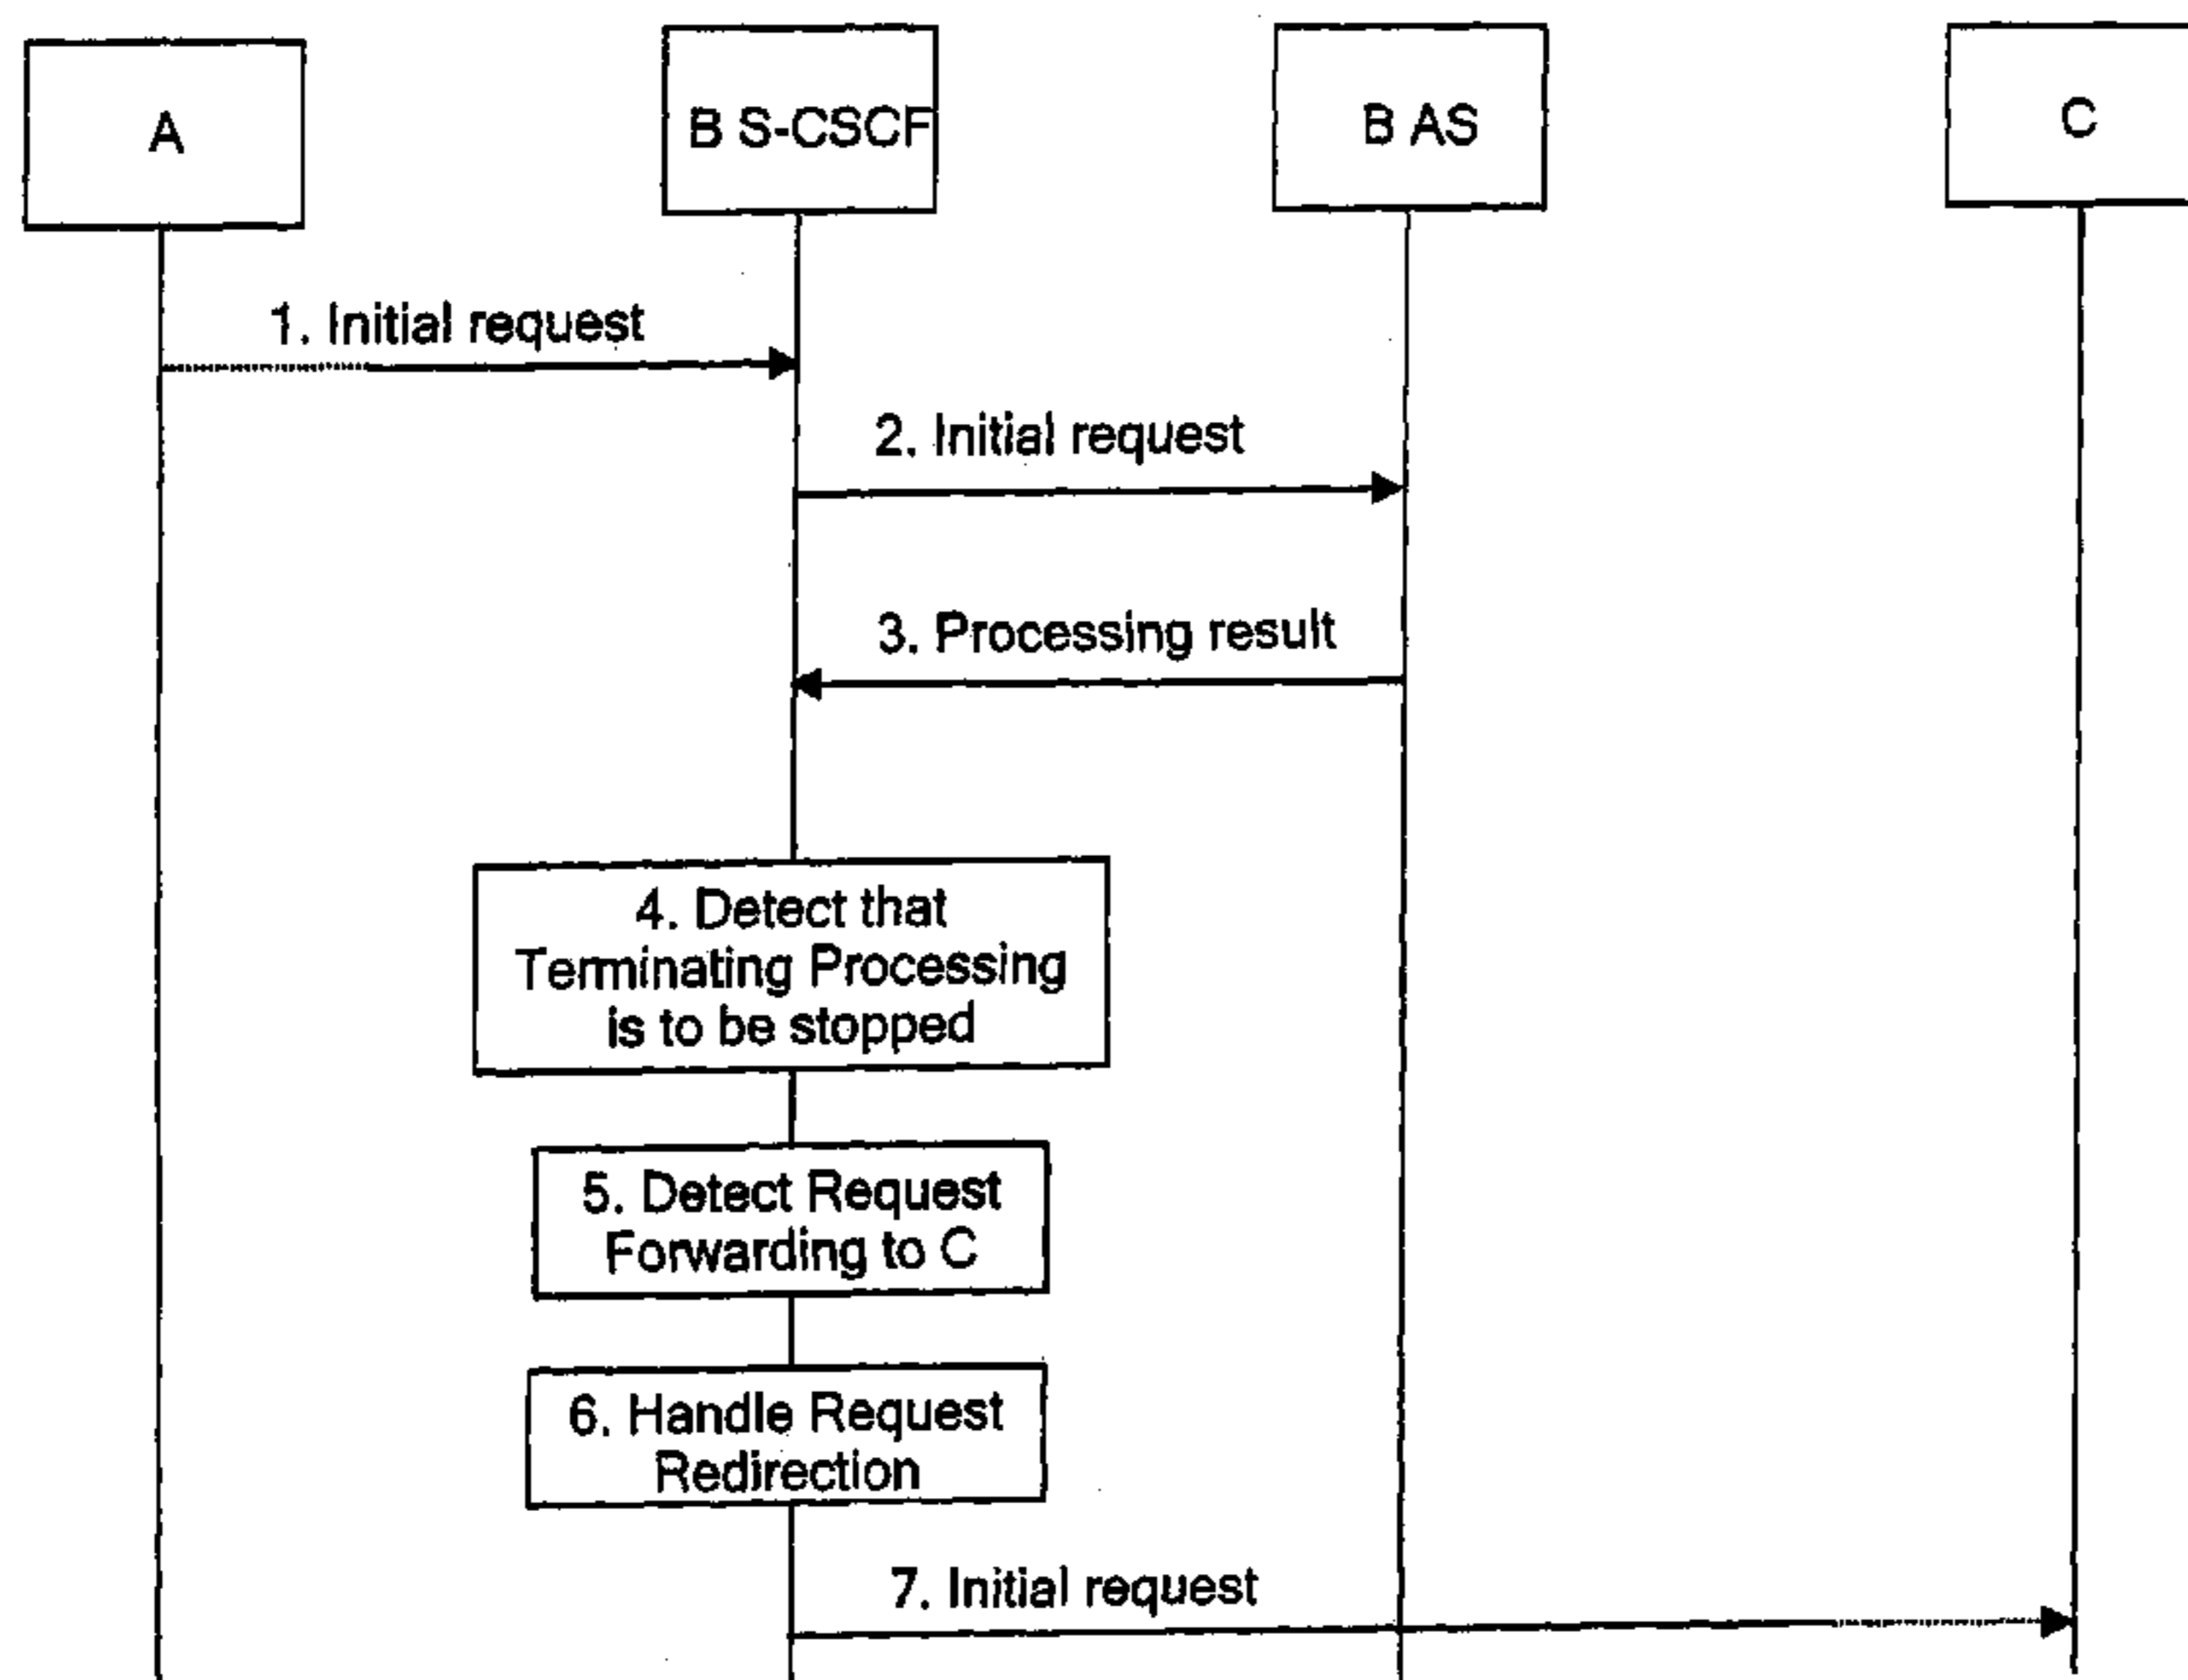 A
B S-CSCF
B AS
C
1. Initial request
2. Initial request
3. Processing result
4. Detect that
Terminating Processing
is to be stopped
5. Detect Request
Forwarding to C
6. Handle Request
Redirection
7. Initial request